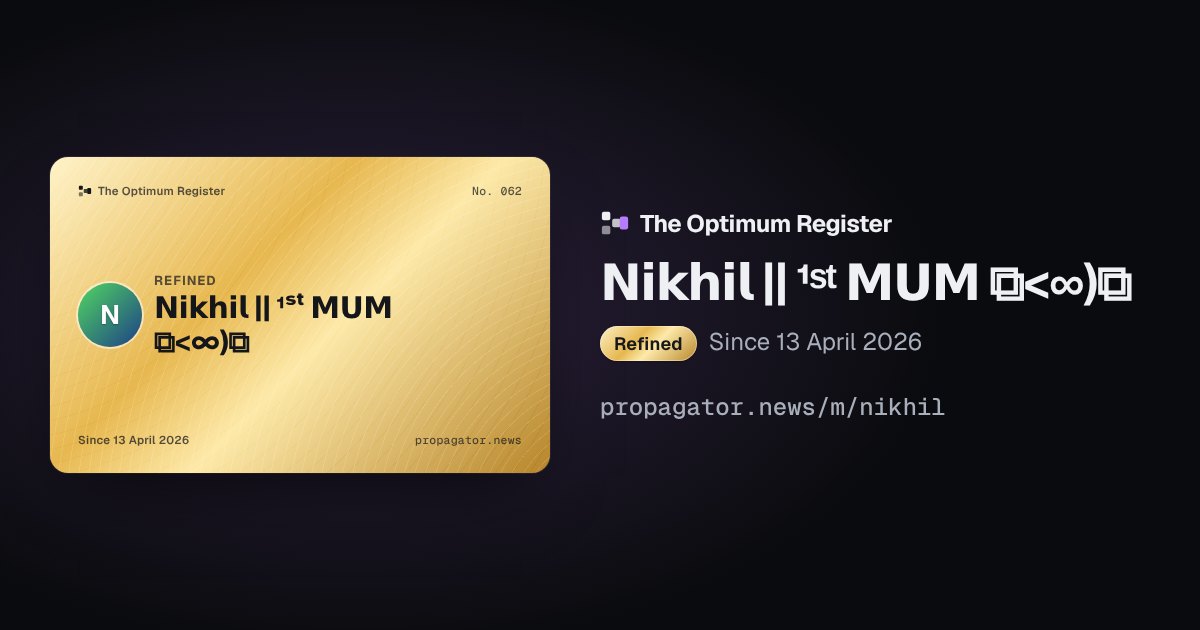 The Optimum Register
No. 062
REFINED
N
Nikhil || ¹ˢᵗ MUM
⧉<∞)⧉
Since 13 April 2026
propagator.news
The Optimum Register
Nikhil || ¹ˢᵗ MUM ⧉<∞)⧉
Refined
Since 13 April 2026
propagator.news/m/nikhil